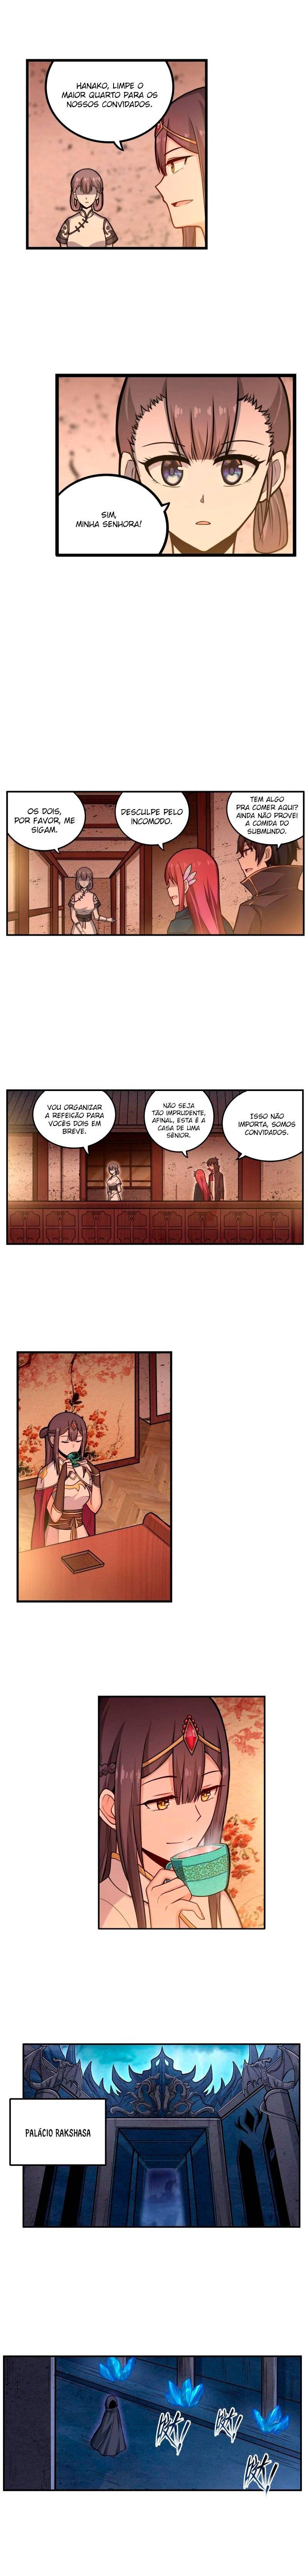 HANAKO, LIMPE O
MAIOR QUARTO PARA OS
NOSSOS CONVIDADOS.
SIM,
MINHA SENHORA!
OS DOIS,
POR FAVOR, ME
SIGAM.
DESCULPE PELO
INCOMODO.
TEM ALGO
PRA COMER AQUI?
AINDA NÃO PROVEI
A COMIDA DO
SUBMUNDO.
VOU ORGANIZAR
A REFEIÇÃO PARA
VOCÊS DOIS EM
BREVE.
NÃO SEJA
TÃO IMPRUDENTE,
AFINAL, ESTA É A
CASA DE UMA
SÊNIOR.
ISSO NÃO
IMPORTA, SOMOS
CONVIDADOS.
PALÁCIO RAKSHASA